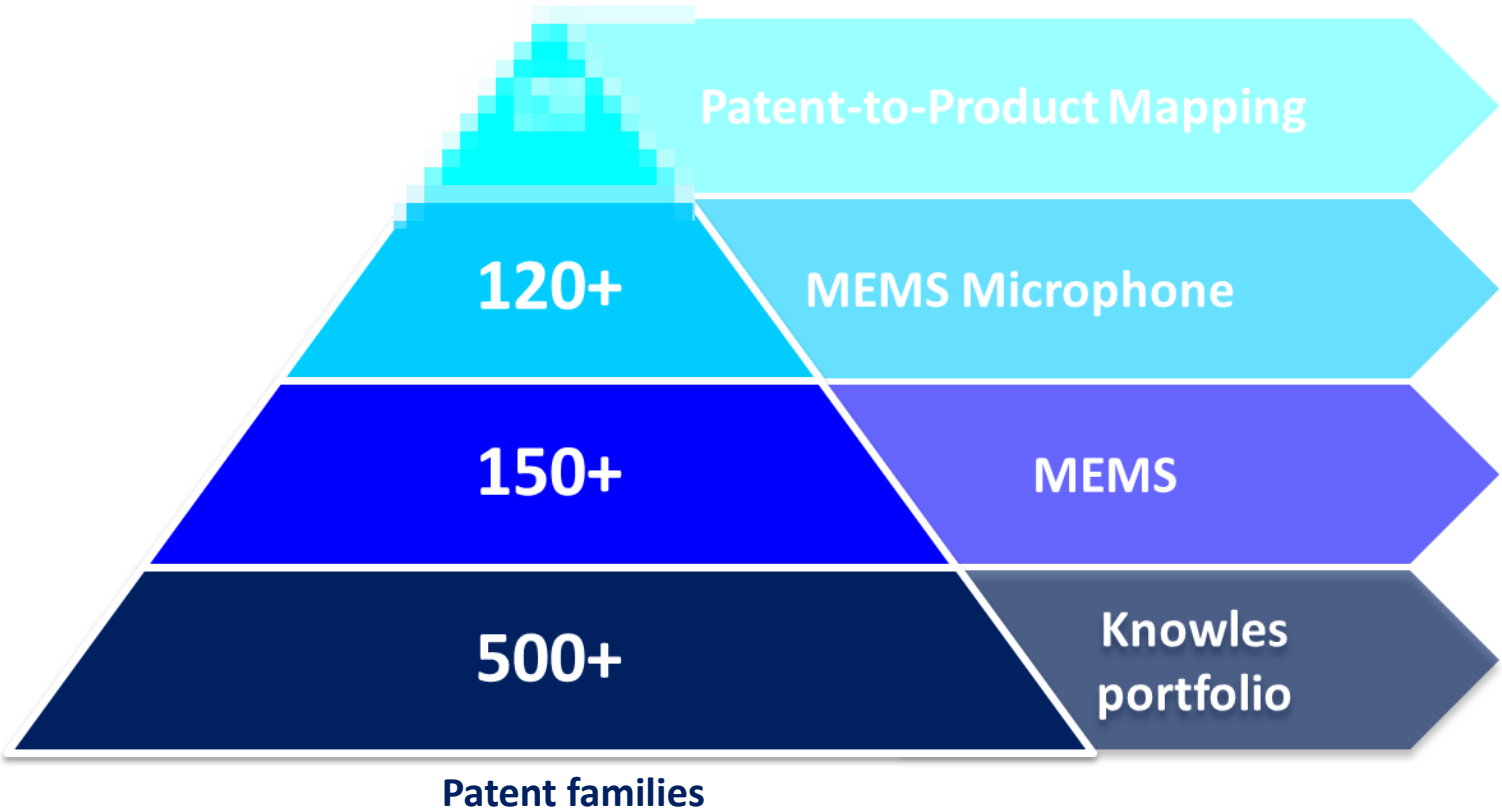 Patent-to-Product Mapping
120+
MEMS Microphone
150+
MEMS
500+
Knowles
portfolio
Patent families